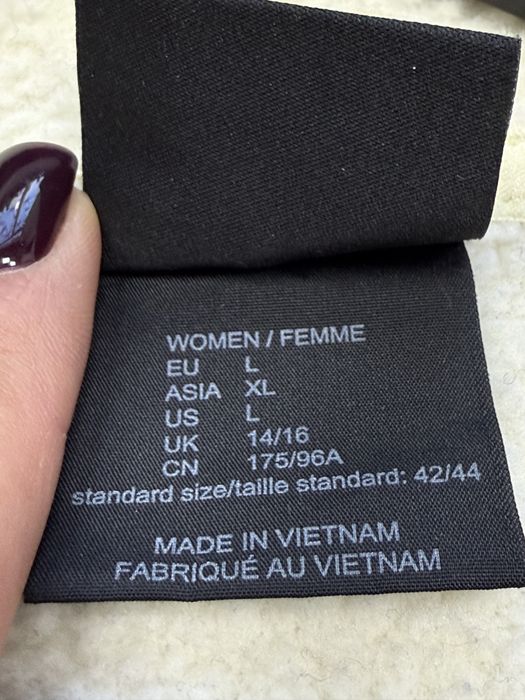 WOMEN / FEMME
EU L
ASIA XL
US L
UK 14/16
CN 175/96A
standard size/taille standard: 42/44
MADE IN VIETNAM
FABRIQUÉ AU VIETNAM